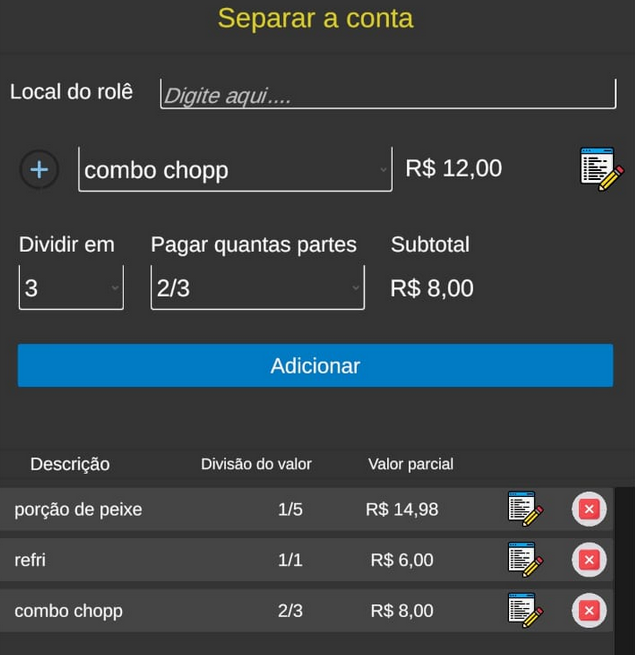 Separar a conta
Local do rolê Digite aqui....
+ combo chopp R$ 12,00
Dividir em Pagar quantas partes Subtotal
3 2/3 R$ 8,00
Adicionar
Descrição Divisão do valor Valor parcial
porção de peixe 1/5 R$ 14,98
refri 1/1 R$ 6,00
combo chopp 2/3 R$ 8,00